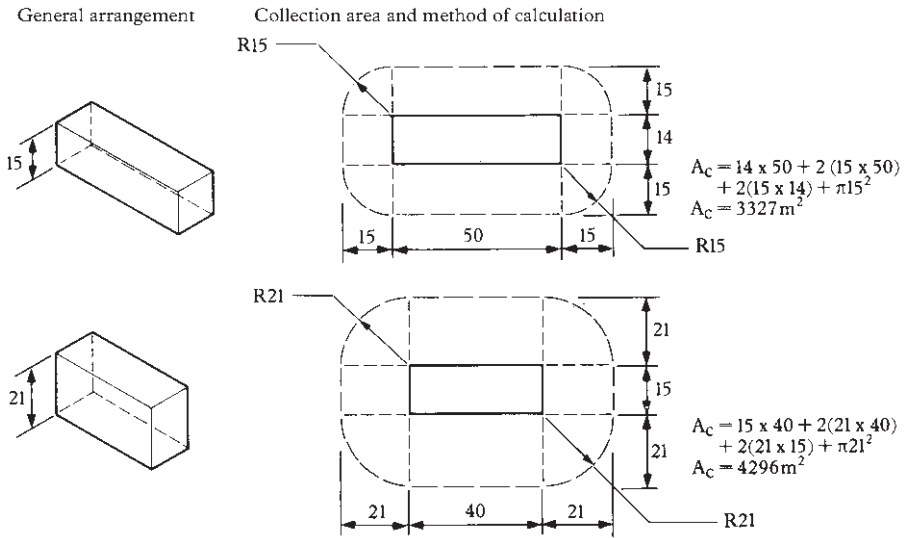 General arrangement
Collection area and method of calculation
R15
15
15
14
15
15
50
15
R15
A_C = 14 x 50 + 2 (15 x 50)
+ 2(15 x 14) + π15²
A_C = 3327m²
R21
21
21
15
21
21
40
21
R21
A_C = 15 x 40 + 2(21 x 40)
+ 2(21 x 15) + π21²
A_C = 4296m²